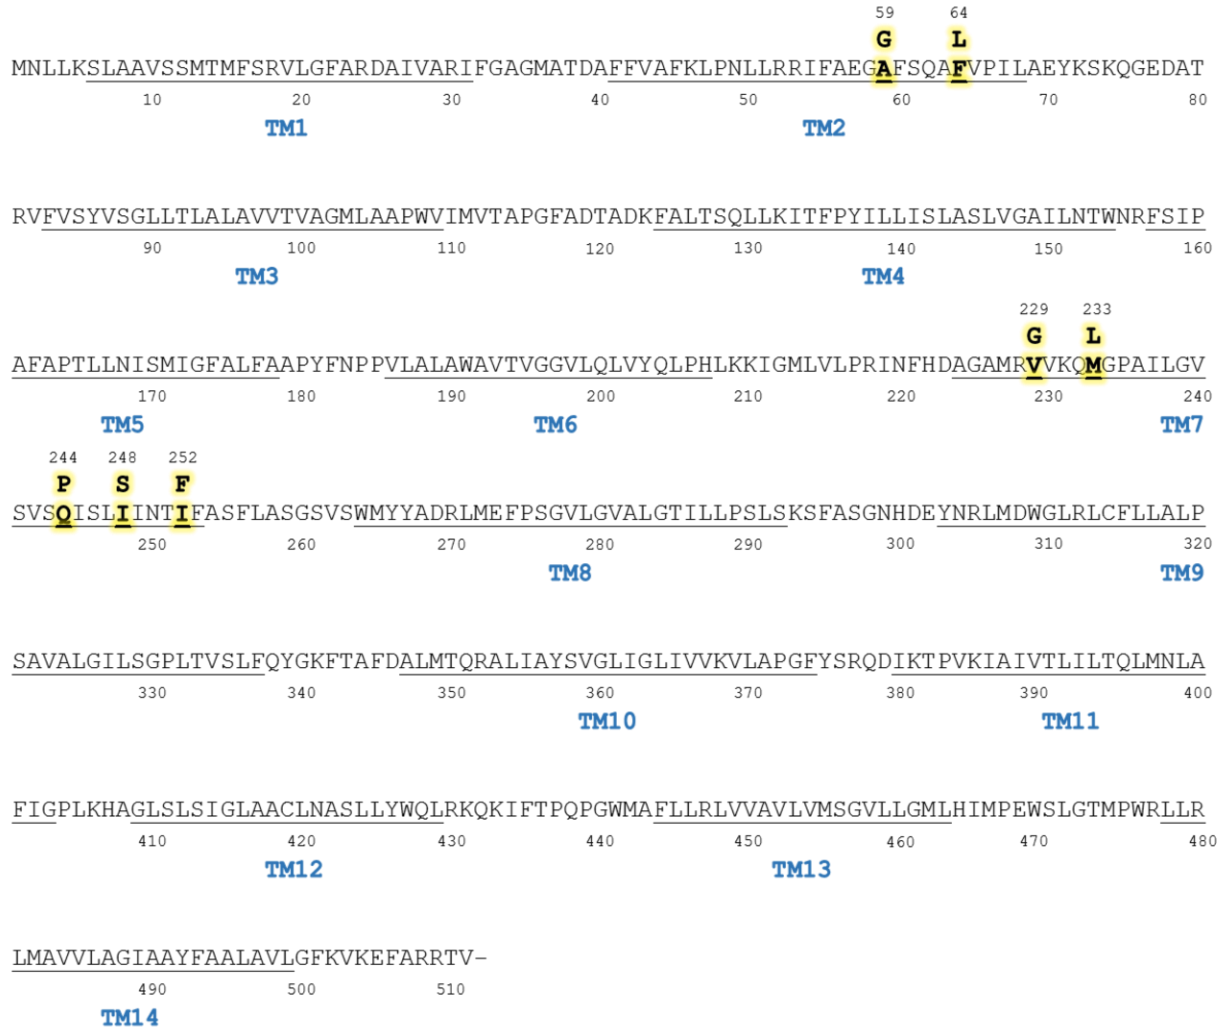 59 64
G L
MNLLKSLAAVSSMTMFSRVLGFARDAIVARIFGAGMATDAFFVAFKLPNLLRRIFAEGAFSQAFVPILAEYKSKQGEDAT
10 20 30 40 50 60 70 80
TM1 TM2
RVFVSYVSGLLTLALAVVTVAGMLAAPWVIMVTAPGFADTADKFALTSQLLKITFPYILLISLASLVGAILNTWNRFSIP
90 100 110 120 130 140 150 160
TM3 TM4
229 233
G L
AFAPTLLNISMIGFALFAAPYFNPPVLALAWAVTVGGVLQLVYQLPHLKKIGMLVLPRINFHDAGAMRVVKQMGPAILGV
170 180 190 200 210 220 230 240
TM5 TM6 TM7
244 248 252
P S F
SVSQISLIINTIFASFLASGSVSWMYYADRLMEFPSGVLGVALGTILLPSLSKSFASGNHDEYNRLMDWGLRLCFLLALP
250 260 270 280 290 300 310 320
TM8 TM9
SAVALGILSGPLTVSLFQYGKFTAFDALMTQRALIAYSVGLIGLIVVKVLAPGFYSRQDIKTPVKIAIVTLILTQLMNLA
330 340 350 360 370 380 390 400
TM10 TM11
FIGPLKHAGLSLSIGLAACLNASLLYWQLRKQKIFTPQPGWMAFLLRLVVAVLVMSGVLLGMLHIMPEWSLGTMPWRLLR
410 420 430 440 450 460 470 480
TM12 TM13
LMAVVLAGIAAYFAALAVLGFKVKEFARRTV–
490 500 510
TM14